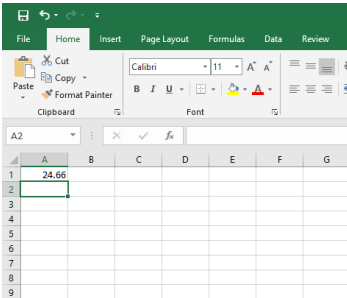 File Home Insert Page Layout Formulas Data Review
Cut
Copy
Paste
Format Painter
Calibri 11 A A
B I U A
Clipboard Font
A2 fx
A B C D E F G
1 24.66
2
3
4
5
6
7
8
9